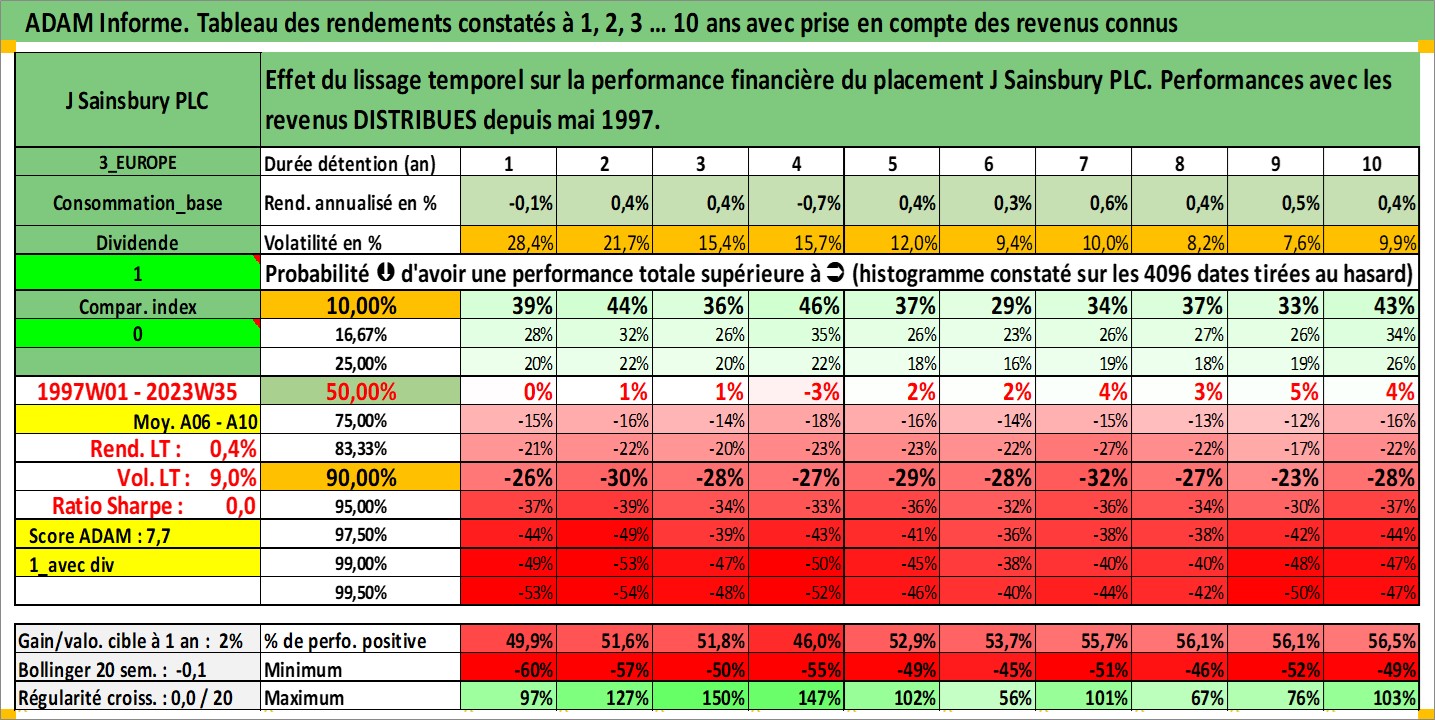 ADAM Informe. Tableau des rendements constatés à 1, 2, 3 ... 10 ans avec prise en compte des revenus connus
J Sainsbury PLC
Effet du lissage temporel sur la performance financière du placement J Sainsbury PLC. Performances avec les
revenus DISTRIBUES depuis mai 1997.
3_EUROPE Durée détention (an) 1 2 3 4 5 6 7 8 9 10
Consommation_base Rend. annualisé en % -0,1% 0,4% 0,4% -0,7% 0,4% 0,3% 0,6% 0,4% 0,5% 0,4%
Dividende Volatilité en % 28,4% 21,7% 15,4% 15,7% 12,0% 9,4% 10,0% 8,2% 7,6% 9,9%
1 Probabilité ⬇ d'avoir une performance totale supérieure à ➲ (histogramme constaté sur les 4096 dates tirées au hasard)
Compar. index 10,00% 39% 44% 36% 46% 37% 29% 34% 37% 33% 43%
0 16,67% 28% 32% 26% 35% 26% 23% 26% 27% 26% 34%
25,00% 20% 22% 20% 22% 18% 16% 19% 18% 19% 26%
1997W01 - 2023W35 50,00% 0% 1% 1% -3% 2% 2% 4% 3% 5% 4%
Moy. A06 - A10 75,00% -15% -16% -14% -18% -16% -14% -15% -13% -12% -16%
Rend. LT : 0,4% 83,33% -21% -22% -20% -23% -23% -22% -27% -22% -17% -22%
Vol. LT : 9,0% 90,00% -26% -30% -28% -27% -29% -28% -32% -27% -23% -28%
Ratio Sharpe : 0,0 95,00% -37% -39% -34% -33% -36% -32% -36% -34% -30% -37%
Score ADAM : 7,7 97,50% -44% -49% -39% -43% -41% -36% -38% -38% -42% -44%
1_avec div 99,00% -49% -53% -47% -50% -45% -38% -40% -40% -48% -47%
99,50% -53% -54% -48% -52% -46% -40% -44% -42% -50% -47%
Gain/valo. cible à 1 an : 2% % de perfo. positive 49,9% 51,6% 51,8% 46,0% 52,9% 53,7% 55,7% 56,1% 56,1% 56,5%
Bollinger 20 sem. : -0,1 Minimum -60% -57% -50% -55% -49% -45% -51% -46% -52% -49%
Régularité croiss. : 0,0 / 20 Maximum 97% 127% 150% 147% 102% 56% 101% 67% 76% 103%